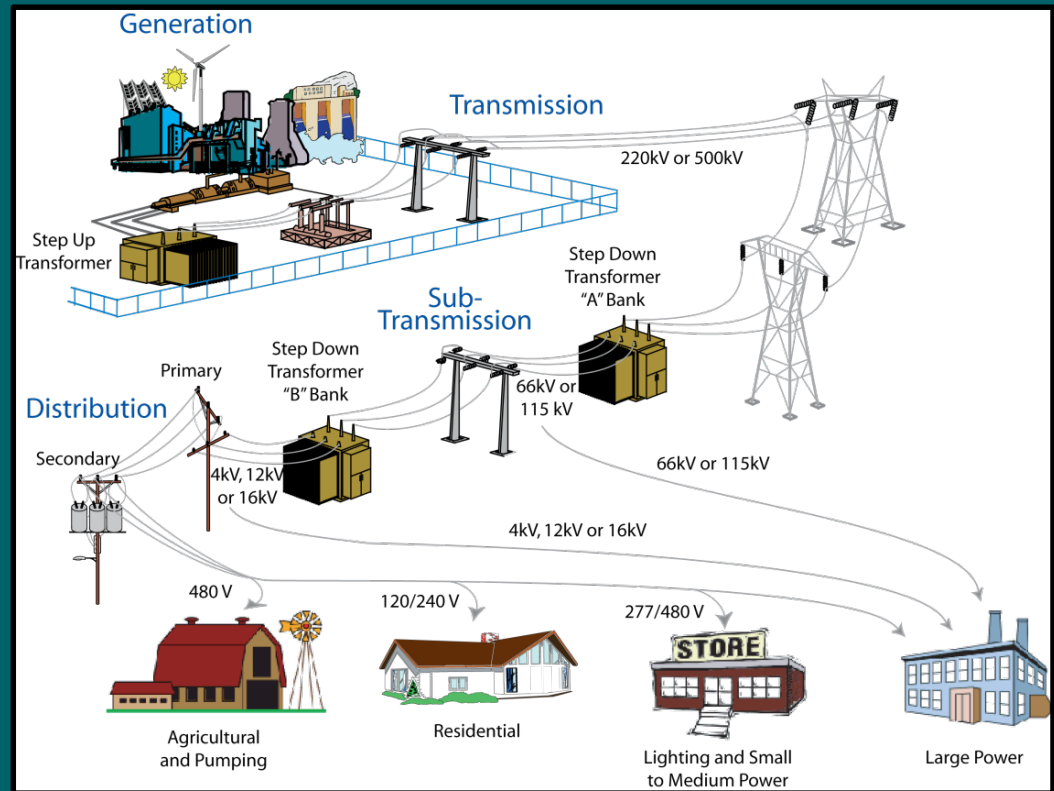 Generation
Transmission
220kV or 500kV
Step Up
Transformer
Step Down
Transformer
"A" Bank
Sub-
Transmission
Step Down
Transformer
"B" Bank
66kV or
115 kV
Primary
Distribution
Secondary
4kV, 12kV
or 16kV
66kV or 115kV
4kV, 12kV or 16kV
480 V
120/240 V
277/480 V
STORE
Agricultural
and Pumping
Residential
Lighting and Small
to Medium Power
Large Power